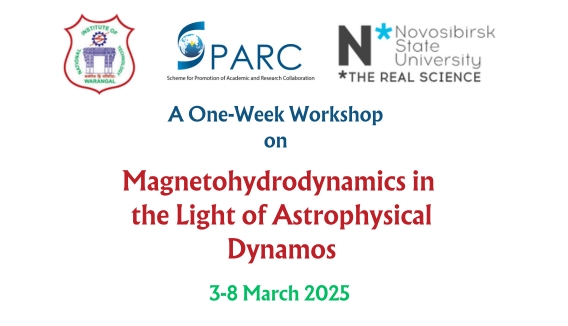 INSTITUTE OF
NATIONAL
TECHNOLOGY
WARANGAL
SPARC
Scheme for Promotion of Academic and Research Collaboration
N*Novosibirsk
State
University
*THE REAL SCIENCE
A One-Week Workshop
on
Magnetohydrodynamics in
the Light of Astrophysical
Dynamos
3-8 March 2025